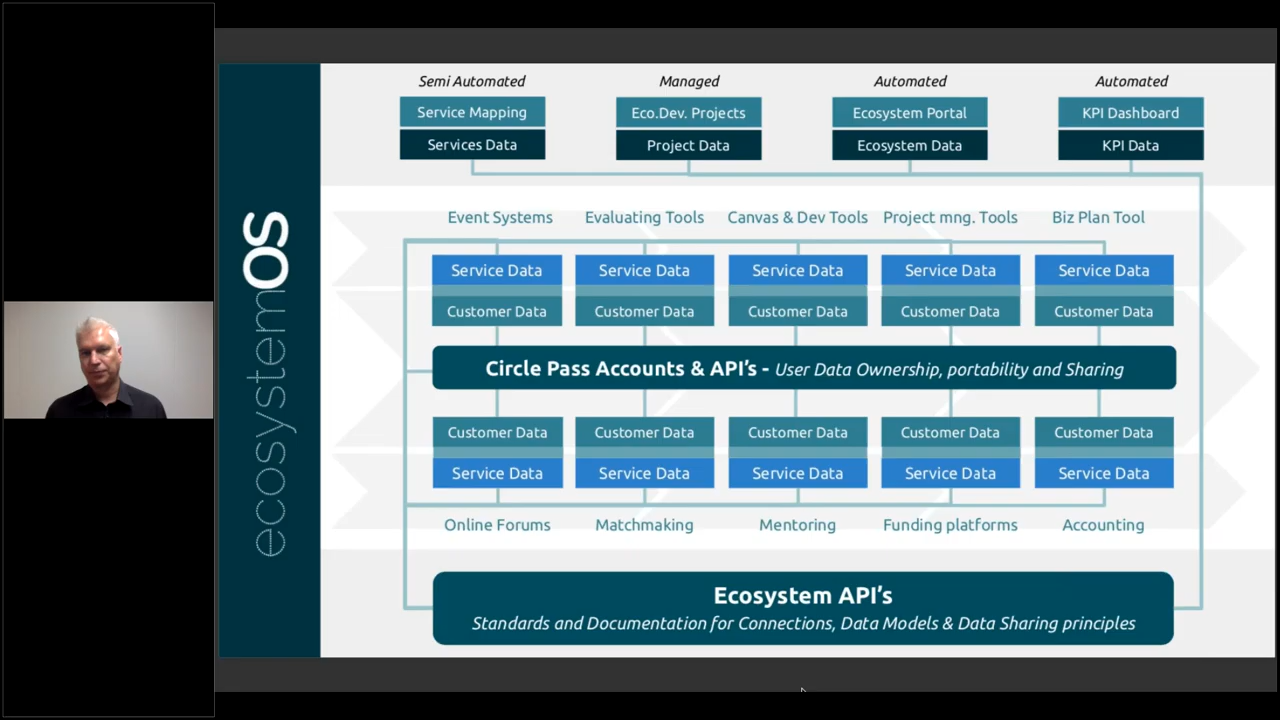 Semi Automated
Managed
Automated
Automated
Service Mapping
Eco.Dev. Projects
Ecosystem Portal
KPI Dashboard
Services Data
Project Data
Ecosystem Data
KPI Data
ecosystemOS
Event Systems
Evaluating Tools
Canvas & Dev Tools
Project mng. Tools
Biz Plan Tool
Service Data
Service Data
Service Data
Service Data
Service Data
Customer Data
Customer Data
Customer Data
Customer Data
Customer Data
Circle Pass Accounts & API’s - User Data Ownership, portability and Sharing
Customer Data
Customer Data
Customer Data
Customer Data
Customer Data
Service Data
Service Data
Service Data
Service Data
Service Data
Online Forums
Matchmaking
Mentoring
Funding platforms
Accounting
Ecosystem API’s
Standards and Documentation for Connections, Data Models & Data Sharing principles